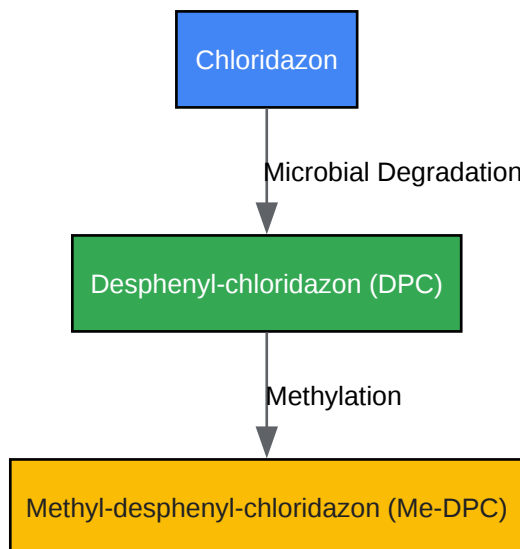 Chloridazon
Microbial Degradation
Desphenyl-chloridazon (DPC)
Methylation
Methyl-desphenyl-chloridazon (Me-DPC)